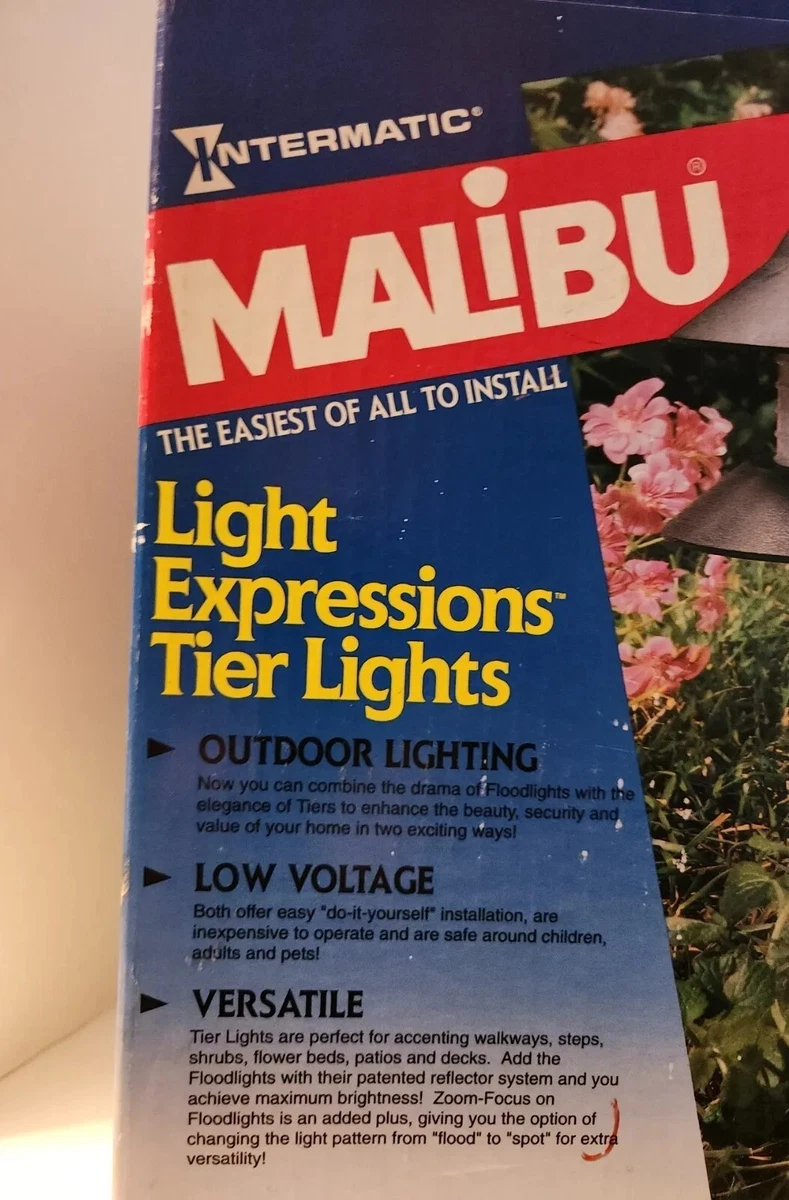 INTERMATIC®
MALIBU®
THE EASIEST OF ALL TO INSTALL
Light
Expressions™
Tier Lights
► OUTDOOR LIGHTING
Now you can combine the drama of Floodlights with the
elegance of Tiers to enhance the beauty, security and
value of your home in two exciting ways!
► LOW VOLTAGE
Both offer easy "do-it-yourself" installation, are
inexpensive to operate and are safe around children,
adults and pets!
► VERSATILE
Tier Lights are perfect for accenting walkways, steps,
shrubs, flower beds, patios and decks. Add the
Floodlights with their patented reflector system and you
achieve maximum brightness! Zoom-Focus on
Floodlights is an added plus, giving you the option of
changing the light pattern from "flood" to "spot" for extra
versatility!